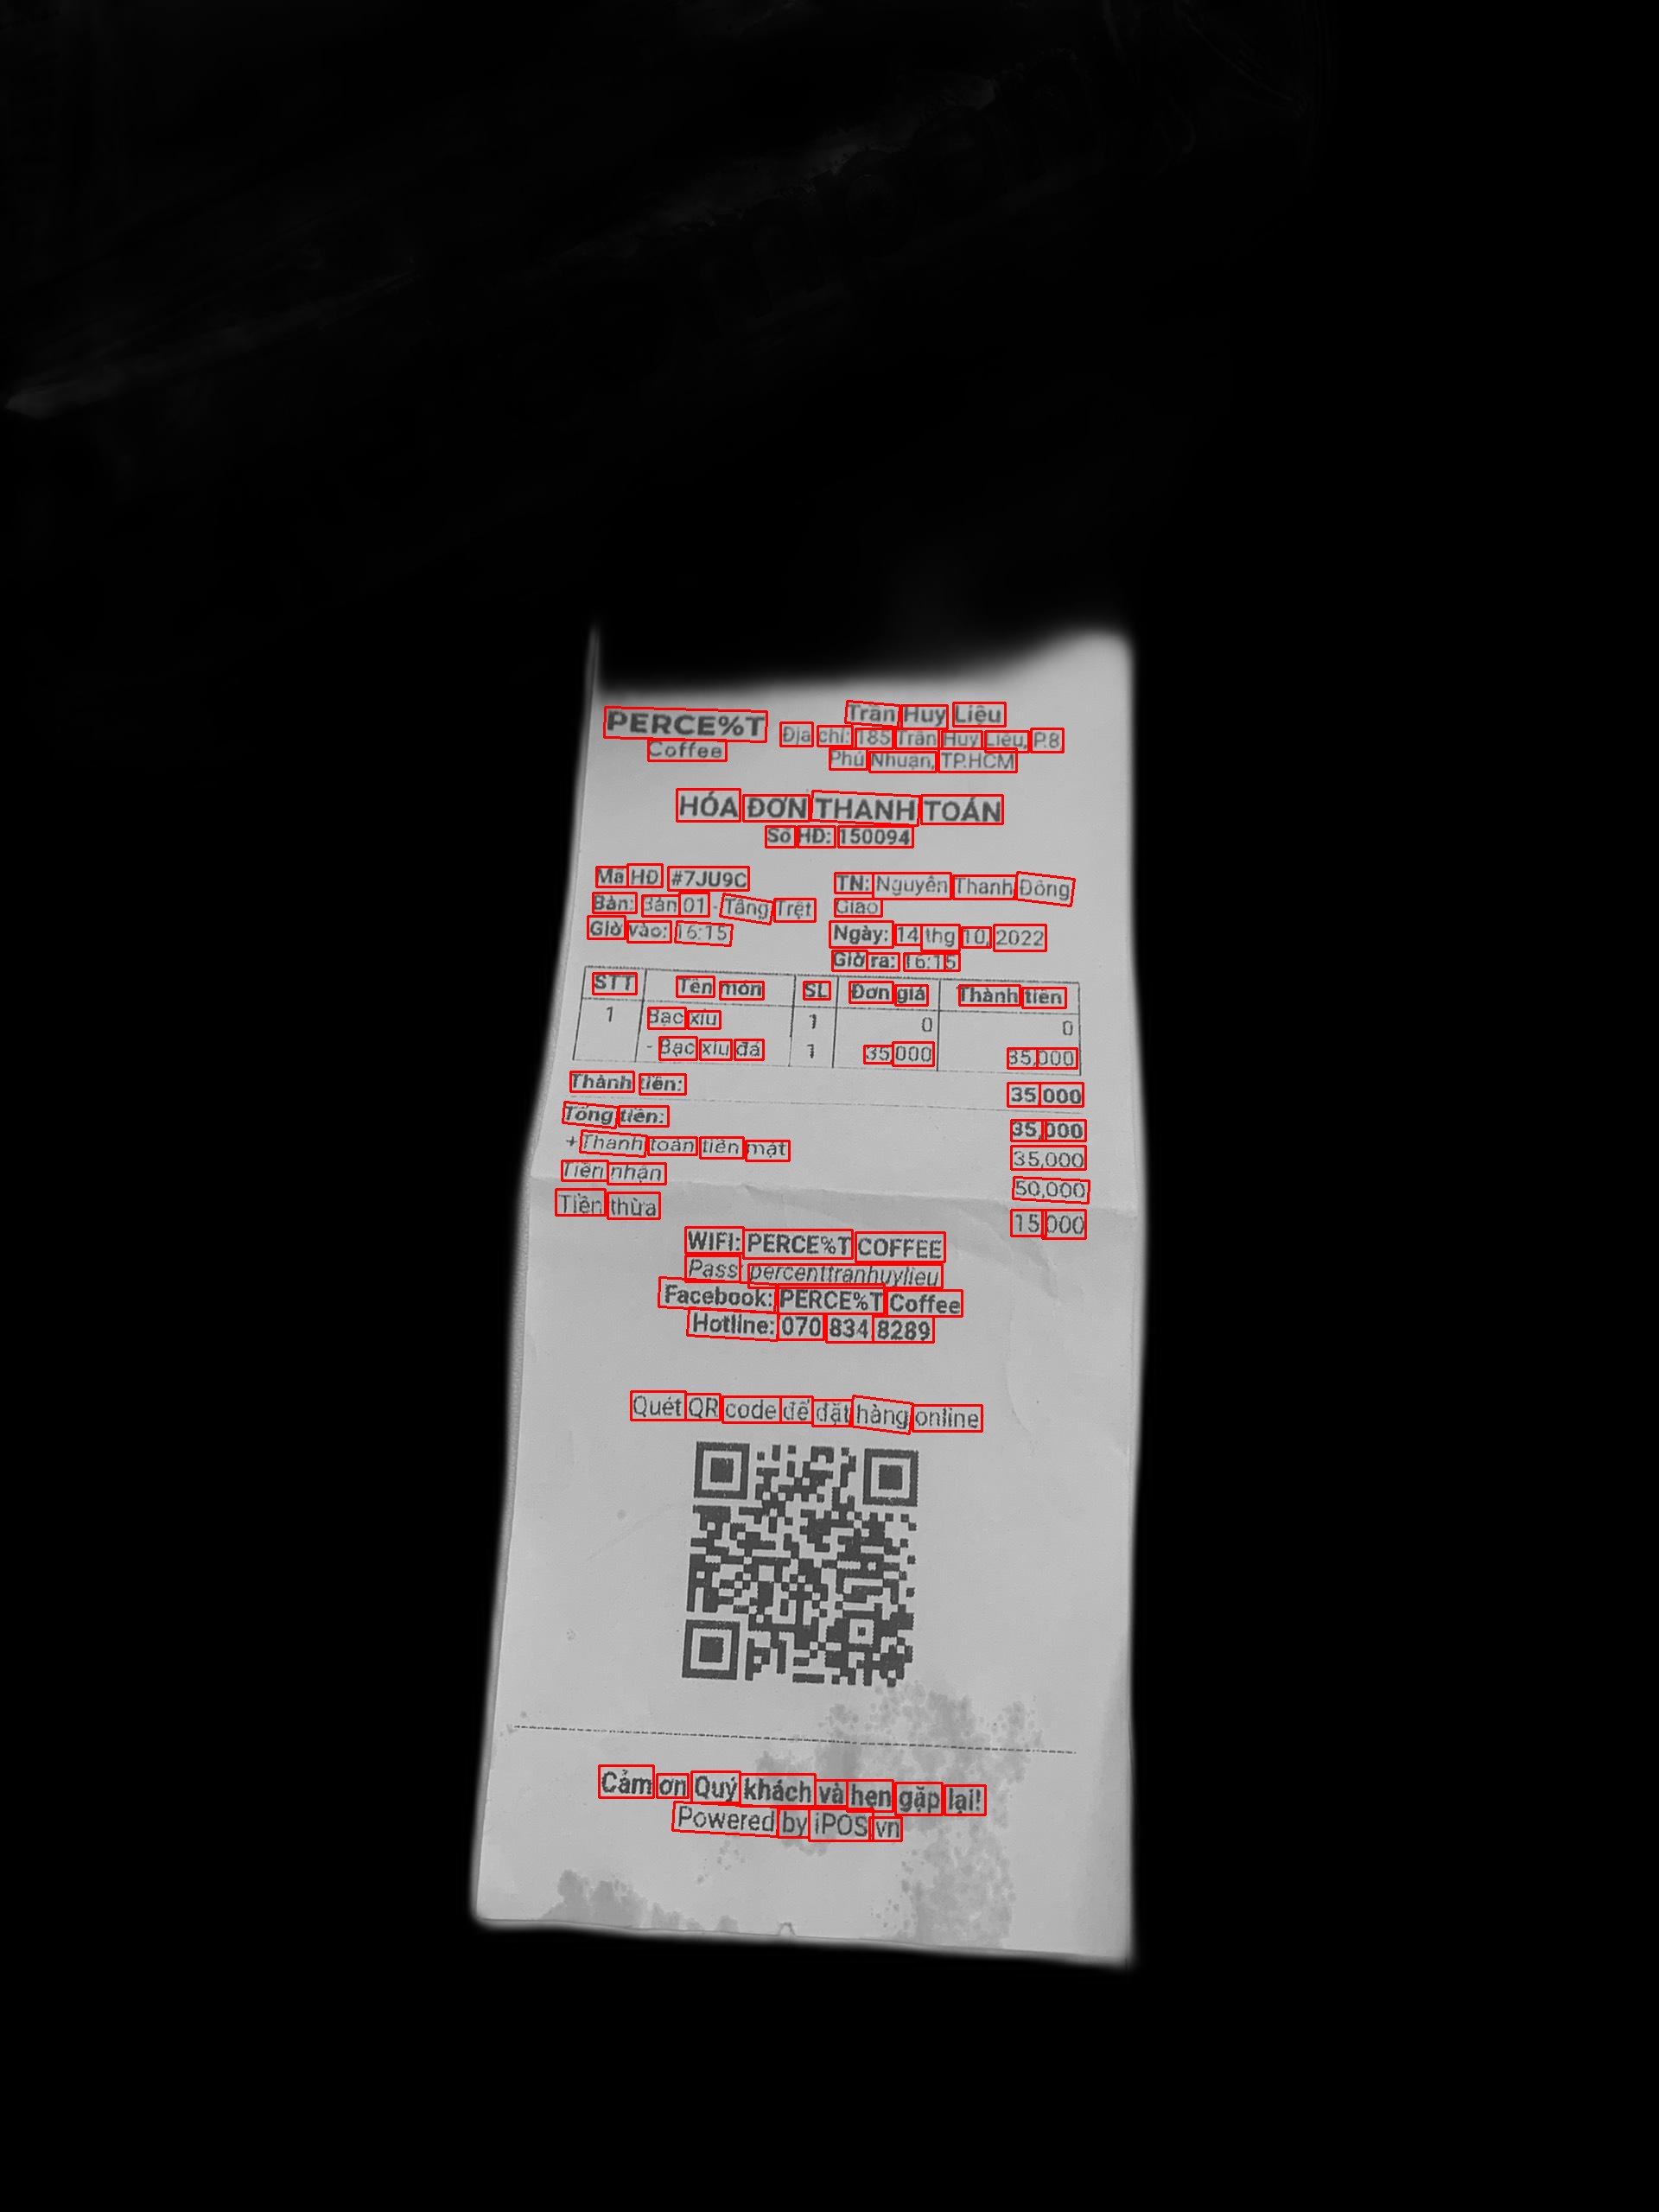 PERCE%T
Coffee
Trần Huy Liệu
Địa chỉ: 185 Trần Huy Liệu, P.8
Phú Nhuận, TP.HCM
HÓA ĐƠN THANH TOÁN
Số HĐ: 150094
Mã HĐ #7JU9C
TN: Nguyễn Thanh Đông
Giao
Bàn: Bàn 01 - Tầng Trệt
Giờ vào: 16:15
Ngày: 14 thg 10, 2022
Giờ ra: 16:15
STT Tên món SL Đơn giá Thành tiền
1 Bạc xỉu 1 0 0
- Bạc xỉu đá 1 35,000 35,000
Thành tiền: 35,000
Tổng tiền: 35,000
+Thanh toán tiền mặt 35,000
Tiền nhận 50,000
Tiền thừa 15,000
WIFI: PERCE%T COFFEE
Pass: percenttranhuylieu
Facebook: PERCE%T Coffee
Hotline: 070 834 8289
Quét QR code để đặt hàng online
Cảm ơn Quý khách và hẹn gặp lại!
Powered by iPOS.vn